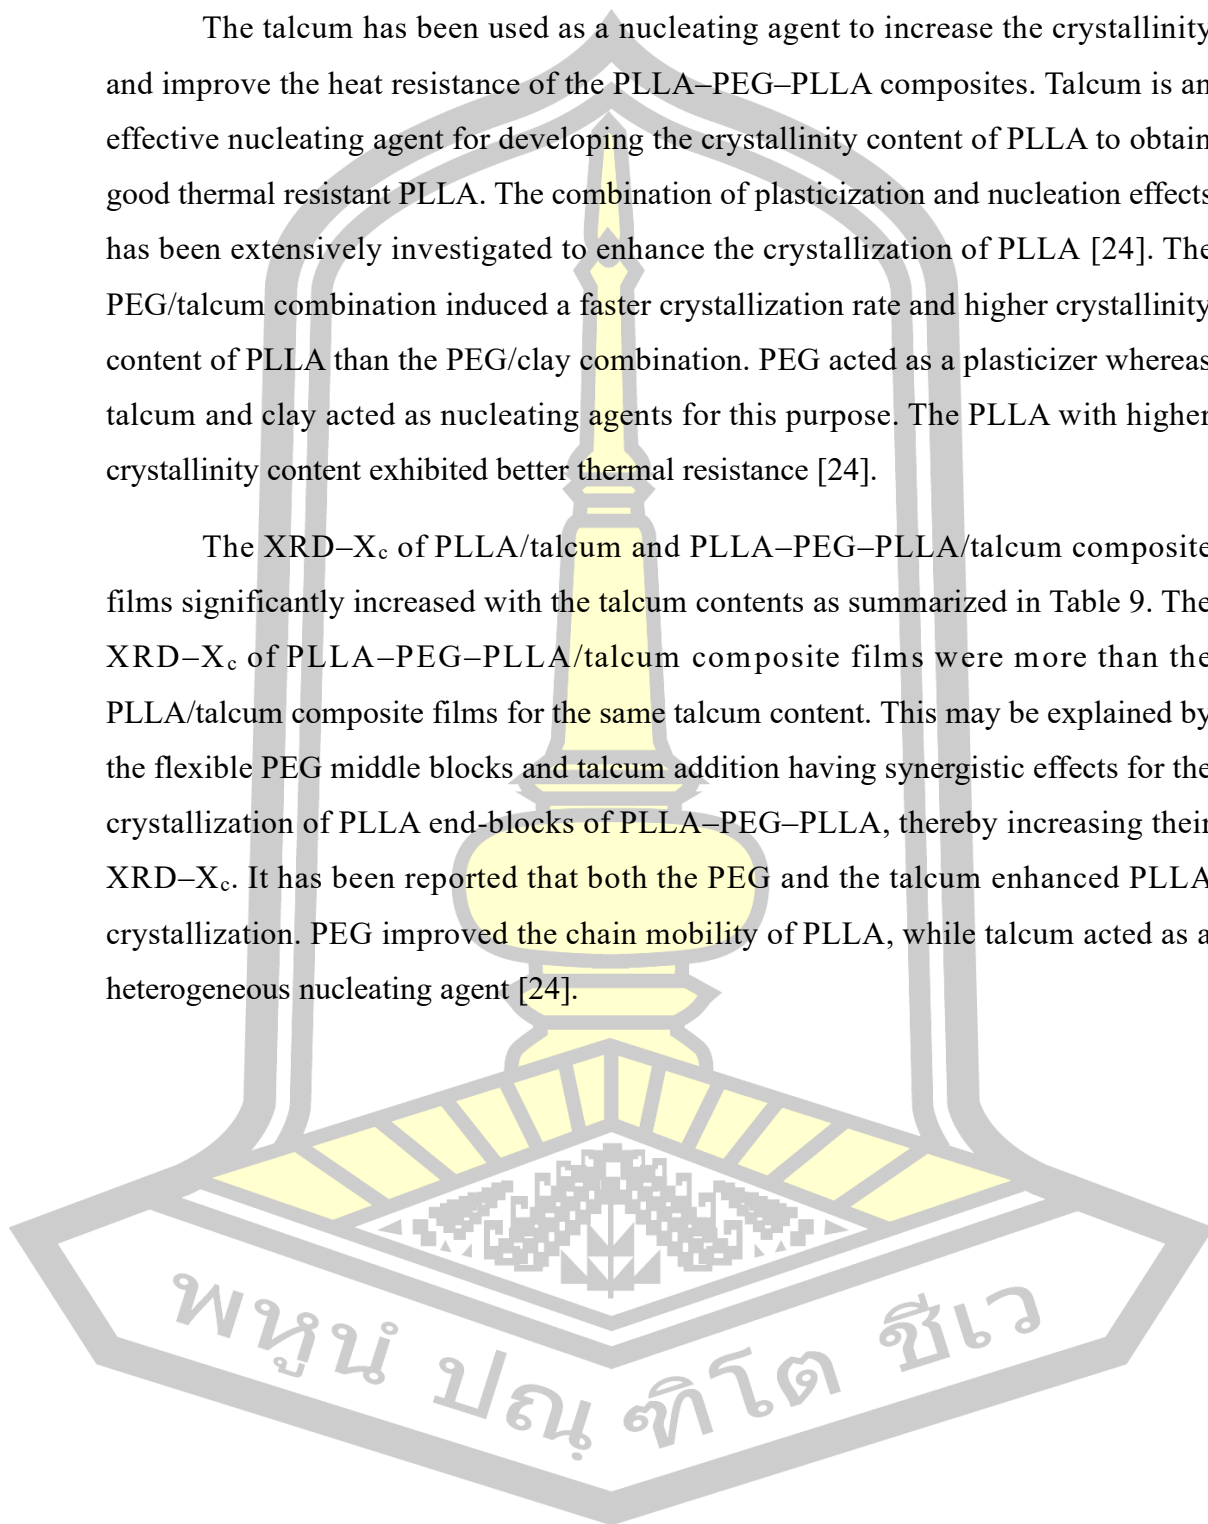 The talcum has been used as a nucleating agent to increase the crystallinity
and improve the heat resistance of the PLLA–PEG–PLLA composites. Talcum is an
effective nucleating agent for developing the crystallinity content of PLLA to obtain
good thermal resistant PLLA. The combination of plasticization and nucleation effects
has been extensively investigated to enhance the crystallization of PLLA [24]. The
PEG/talcum combination induced a faster crystallization rate and higher crystallinity
content of PLLA than the PEG/clay combination. PEG acted as a plasticizer whereas
talcum and clay acted as nucleating agents for this purpose. The PLLA with higher
crystallinity content exhibited better thermal resistance [24].
The XRD–Xc of PLLA/talcum and PLLA–PEG–PLLA/talcum composite
films significantly increased with the talcum contents as summarized in Table 9. The
XRD–Xc of PLLA–PEG–PLLA/talcum composite films were more than the
PLLA/talcum composite films for the same talcum content. This may be explained by
the flexible PEG middle blocks and talcum addition having synergistic effects for the
crystallization of PLLA end-blocks of PLLA–PEG–PLLA, thereby increasing their
XRD–Xc. It has been reported that both the PEG and the talcum enhanced PLLA
crystallization. PEG improved the chain mobility of PLLA, while talcum acted as a
heterogeneous nucleating agent [24].
พหูนํ ปณฺฑิโต ชีเว